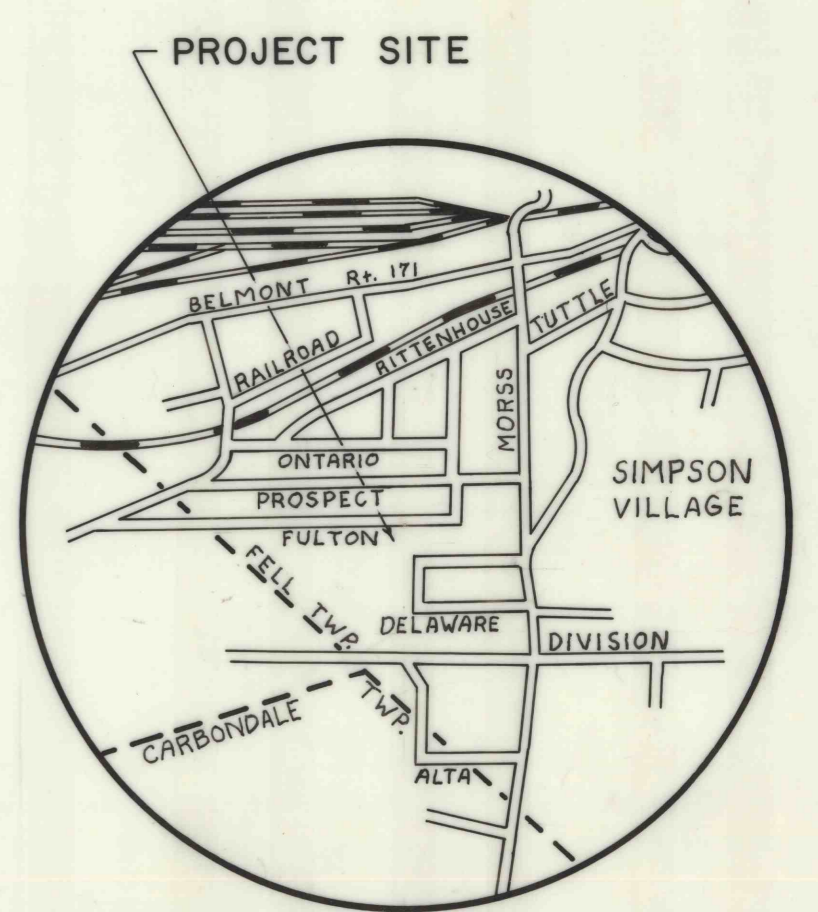 PROJECT SITE
BELMONT Rt. 171
RAILROAD
RITTENHOUSE
TUTTLE
MORSS
ONTARIO
PROSPECT
FULTON
SIMPSON
VILLAGE
FELL TWP.
DELAWARE
DIVISION
CARBONDALE
TWP.
ALTA